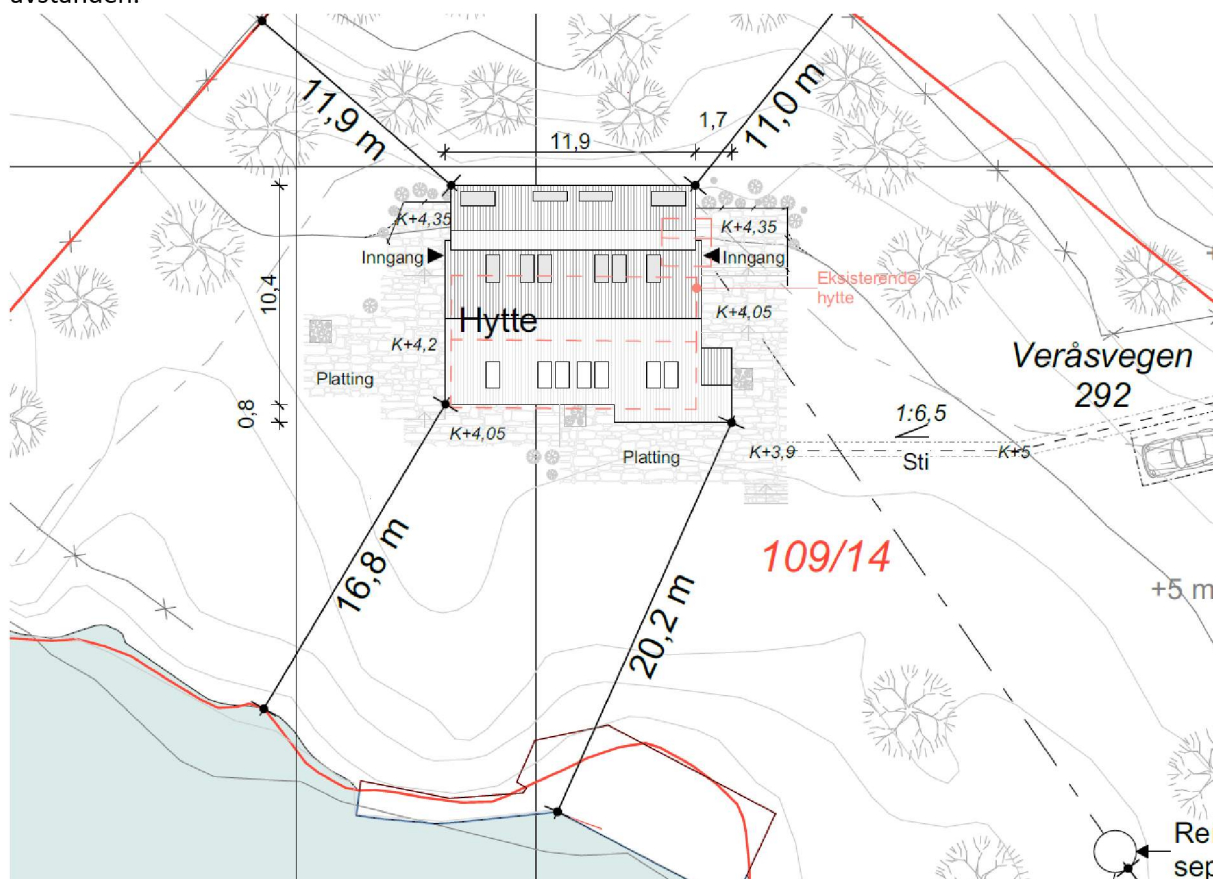 avstanden.
11,9 m
11,9
1,7
11,0 m
K+4,35
K+4,35
Inngang
Inngang
Eksisterende
hytte
10,4
Hytte
K+4,05
K+4,2
Platting
Veråsvegen
292
0,8
K+4,05
1:6,5
Platting
K+3,9
Sti
K+5
16,8 m
20,2 m
109/14
+5 m
Re
sep